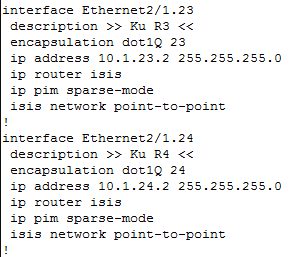 interface Ethernet2/1.23
description >> Ku R3 <<
encapsulation dot1Q 23
ip address 10.1.23.2 255.255.255.0
ip router isis
ip pim sparse-mode
isis network point-to-point
!
interface Ethernet2/1.24
description >> Ku R4 <<
encapsulation dot1Q 24
ip address 10.1.24.2 255.255.255.0
ip router isis
ip pim sparse-mode
isis network point-to-point
!